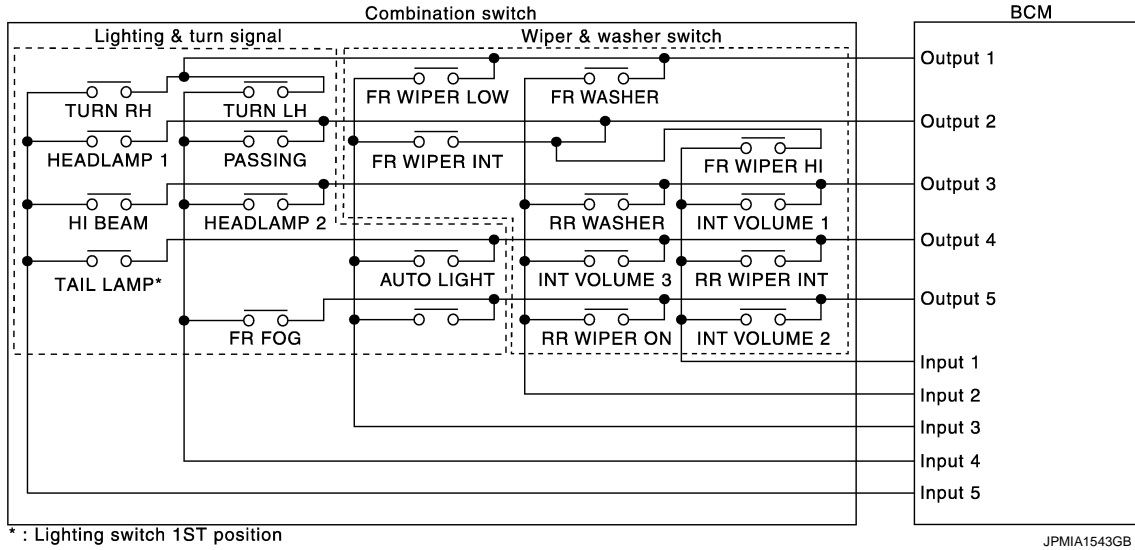 Combination switch
BCM
Lighting & turn signal
Wiper & washer switch
Output 1
TURN RH
TURN LH
FR WIPER LOW
FR WASHER
Output 2
HEADLAMP 1
PASSING
FR WIPER INT
FR WIPER HI
Output 3
HI BEAM
HEADLAMP 2
RR WASHER
INT VOLUME 1
Output 4
TAIL LAMP*
AUTO LIGHT
INT VOLUME 3
RR WIPER INT
Output 5
FR FOG
RR WIPER ON
INT VOLUME 2
Input 1
Input 2
Input 3
Input 4
Input 5
* : Lighting switch 1ST position
JPMIA1543GB